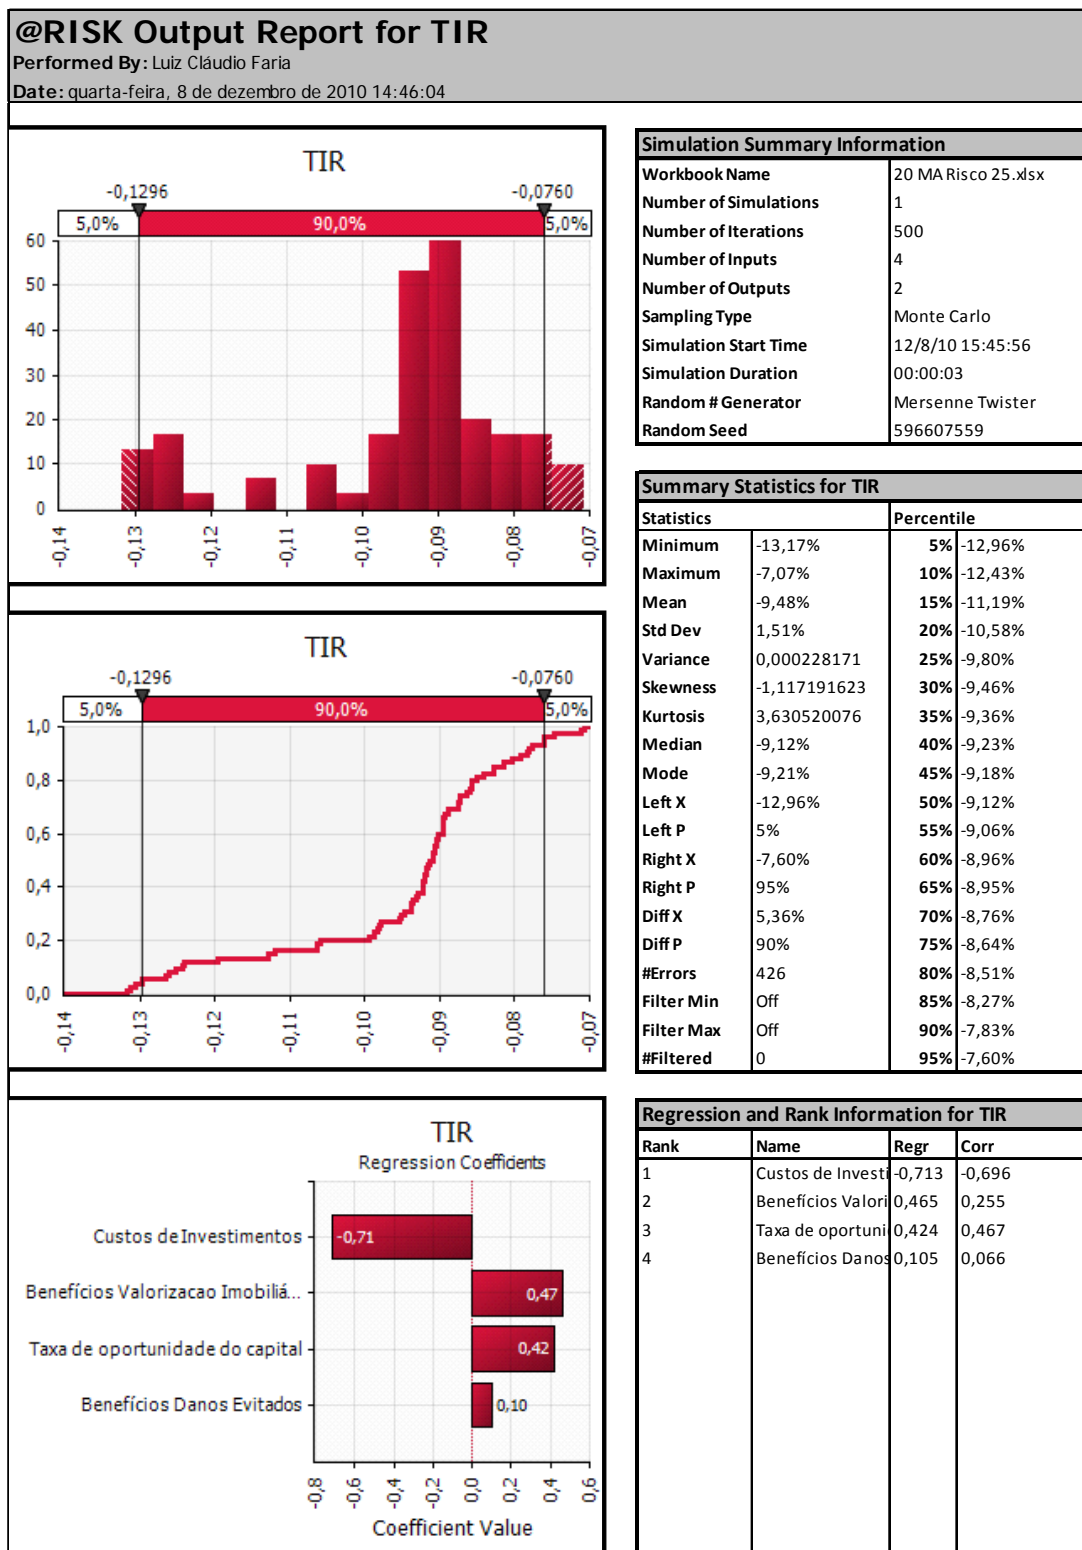 @RISK Output Report for TIR
Performed By: Luiz Cláudio Faria
Date: quarta-feira, 8 de dezembro de 2010 14:46:04
TIR
-0,1296 -0,0760
5,0% 90,0% 5,0%
60
50
40
30
20
10
0
-0,14 -0,13 -0,12 -0,11 -0,10 -0,09 -0,08 -0,07
TIR
-0,1296 -0,0760
5,0% 90,0% 5,0%
1,0
0,8
0,6
0,4
0,2
0,0
-0,14 -0,13 -0,12 -0,11 -0,10 -0,09 -0,08 -0,07
TIR
Regression Coefficients
Custos de Investimentos -0,71
Benefícios Valorizacao Imobiliá... 0,47
Taxa de oportunidade do capital 0,42
Benefícios Danos Evitados 0,10
-0,8 -0,6 -0,4 -0,2 0,0 0,2 0,4 0,6
Coefficient Value
Simulation Summary Information
Workbook Name 20 MA Risco 25.xlsx
Number of Simulations 1
Number of Iterations 500
Number of Inputs 4
Number of Outputs 2
Sampling Type Monte Carlo
Simulation Start Time 12/8/10 15:45:56
Simulation Duration 00:00:03
Random # Generator Mersenne Twister
Random Seed 596607559
Summary Statistics for TIR
Statistics Percentile
Minimum -13,17% 5% -12,96%
Maximum -7,07% 10% -12,43%
Mean -9,48% 15% -11,19%
Std Dev 1,51% 20% -10,58%
Variance 0,000228171 25% -9,80%
Skewness -1,117191623 30% -9,46%
Kurtosis 3,630520076 35% -9,36%
Median -9,12% 40% -9,23%
Mode -9,21% 45% -9,18%
Left X -12,96% 50% -9,12%
Left P 5% 55% -9,06%
Right X -7,60% 60% -8,96%
Right P 95% 65% -8,95%
Diff X 5,36% 70% -8,76%
Diff P 90% 75% -8,64%
#Errors 426 80% -8,51%
Filter Min Off 85% -8,27%
Filter Max Off 90% -7,83%
#Filtered 0 95% -7,60%
Regression and Rank Information for TIR
Rank Name Regr Corr
1 Custos de Investi -0,713 -0,696
2 Benefícios Valori 0,465 0,255
3 Taxa de oportuni 0,424 0,467
4 Benefícios Danos 0,105 0,066